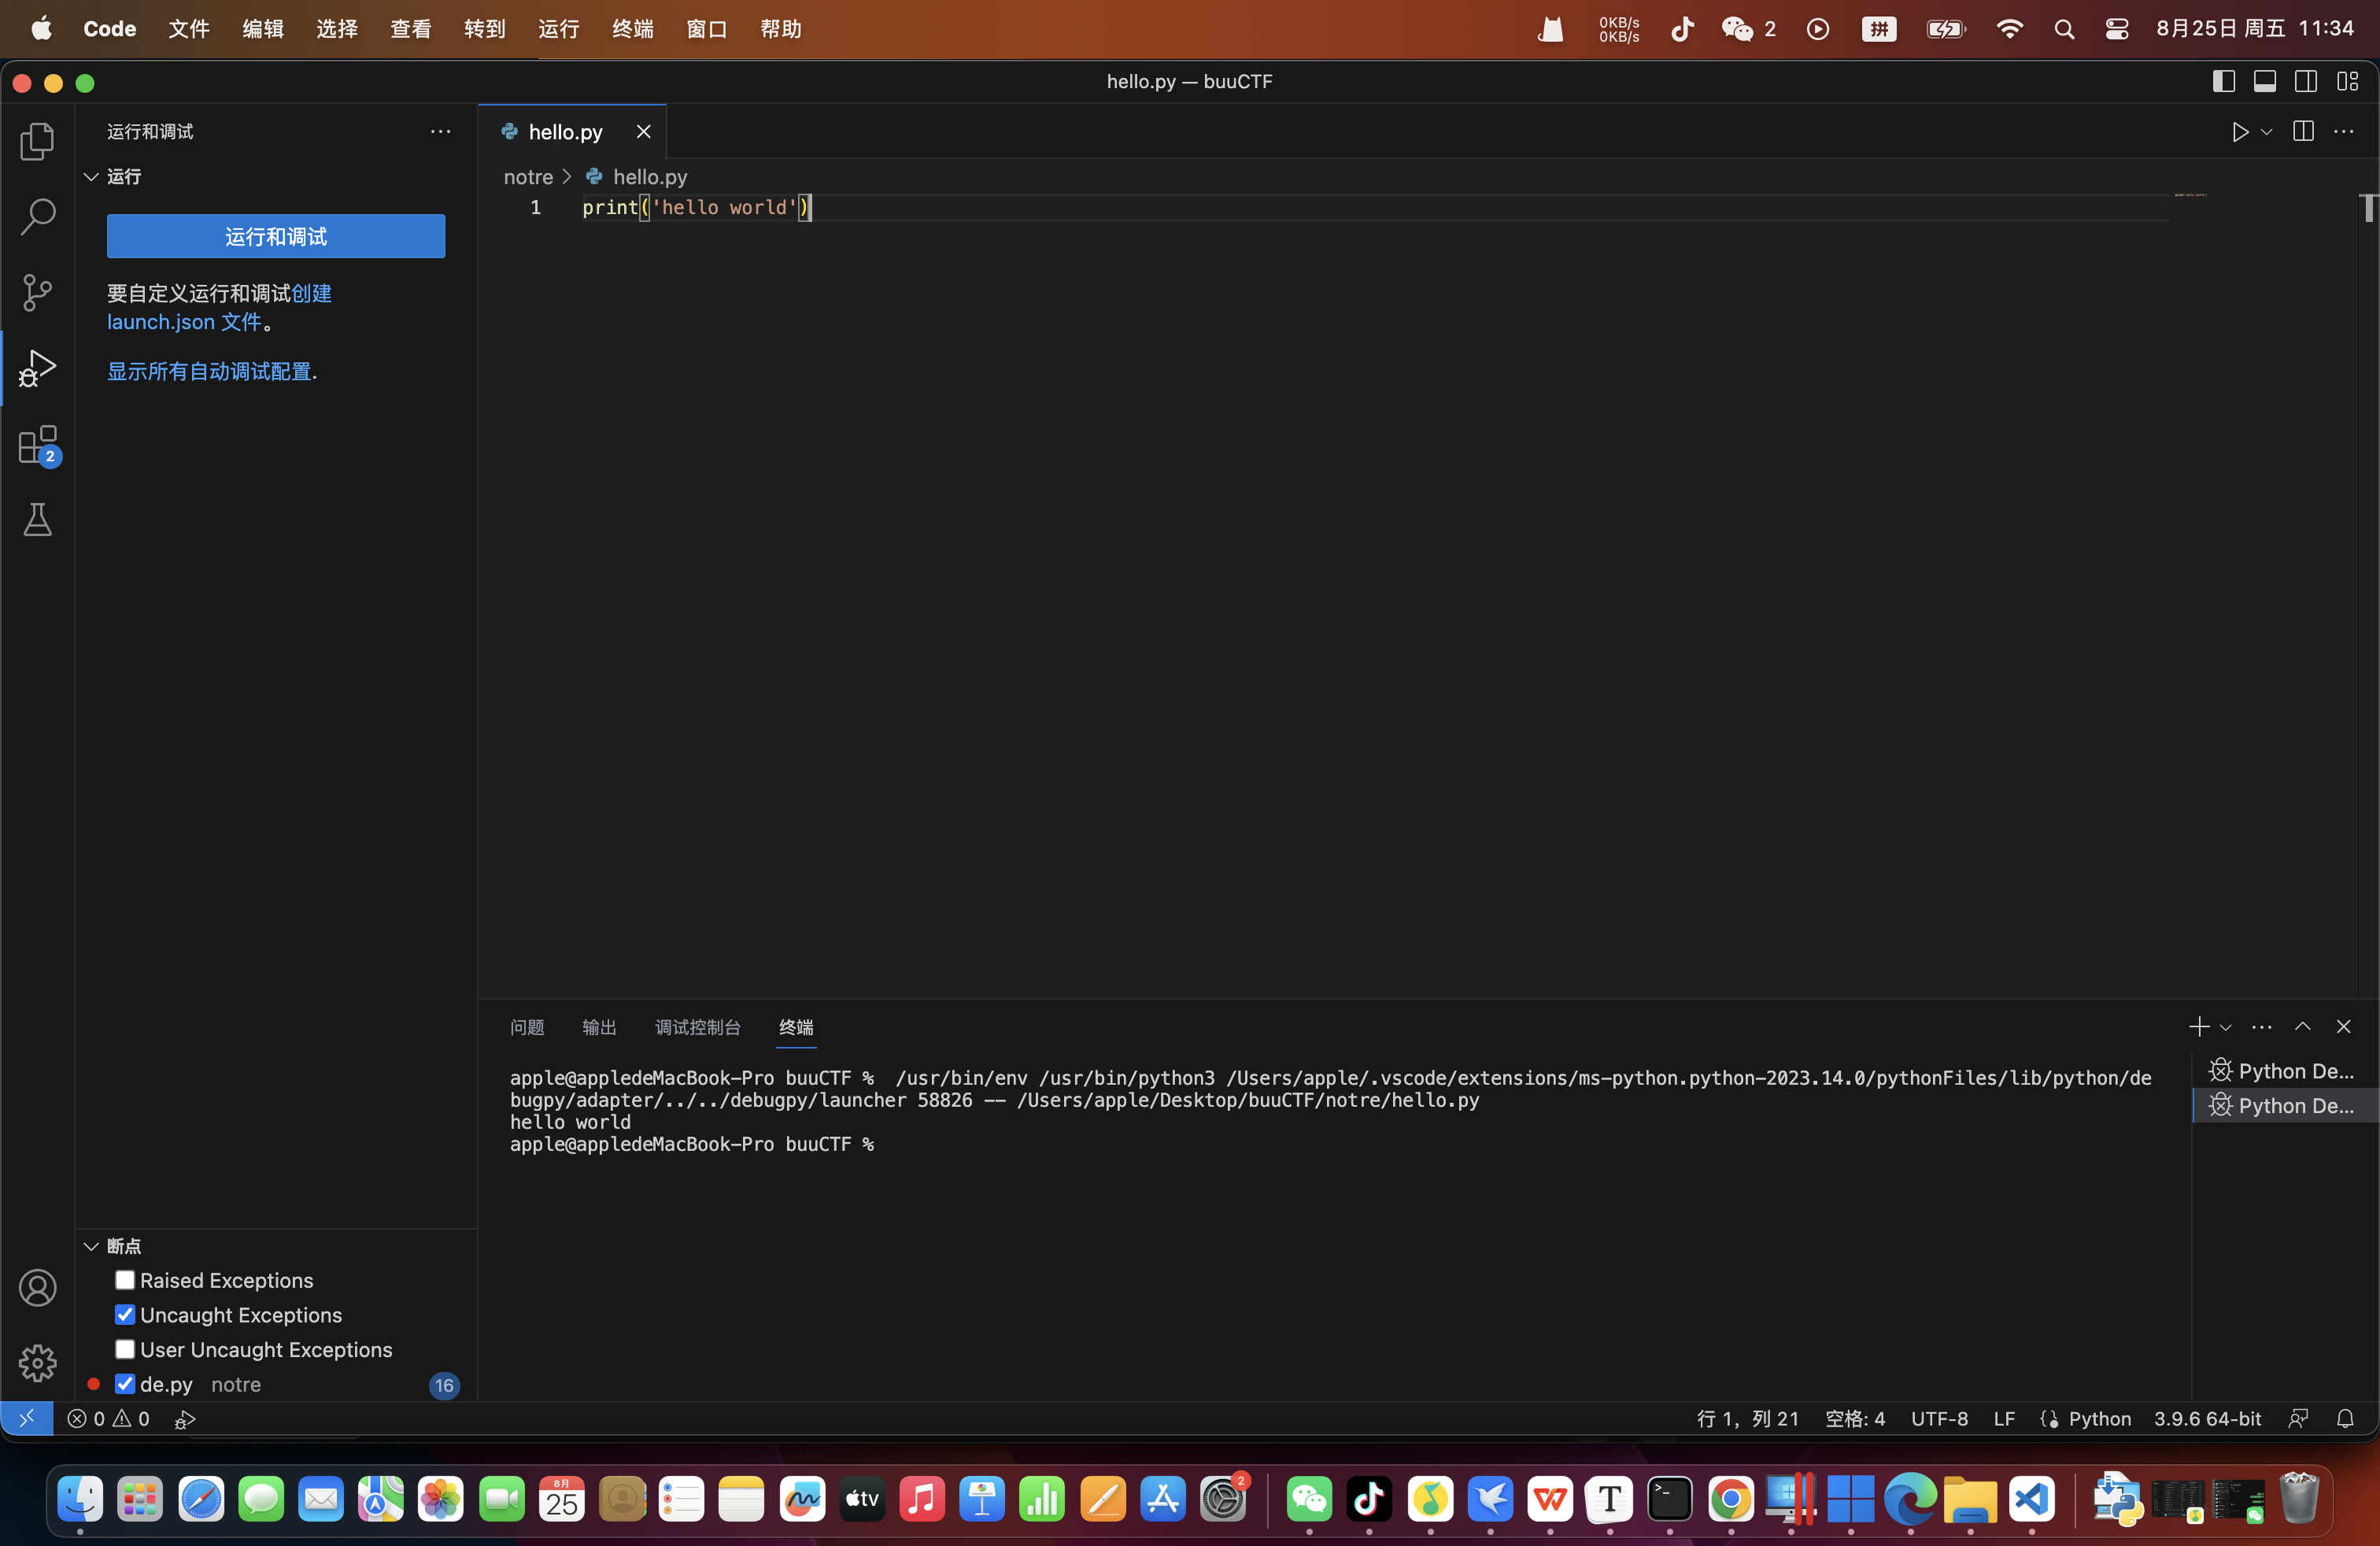 Code 文件 编辑 选择 查看 转到 运行 终端 窗口 帮助
0KB/s
0KB/s
2
拼
8月25日 周五 11:34
hello.py — buuCTF
运行和调试
运行
运行和调试
要自定义运行和调试创建
launch.json 文件。
显示所有自动调试配置.
2
hello.py
notre > hello.py
1 print('hello world')
问题 输出 调试控制台 终端
apple@appledeMacBook-Pro buuCTF %  /usr/bin/env /usr/bin/python3 /Users/apple/.vscode/extensions/ms-python.python-2023.14.0/pythonFiles/lib/python/de
bugpy/adapter/../../debugpy/launcher 58826 -- /Users/apple/Desktop/buuCTF/notre/hello.py
hello world
apple@appledeMacBook-Pro buuCTF %
Python De...
Python De...
断点
Raised Exceptions
Uncaught Exceptions
User Uncaught Exceptions
de.py notre 16
0 0
行 1，列 21 空格: 4 UTF-8 LF Python 3.9.6 64-bit
8月
25
tv
2
T
>_